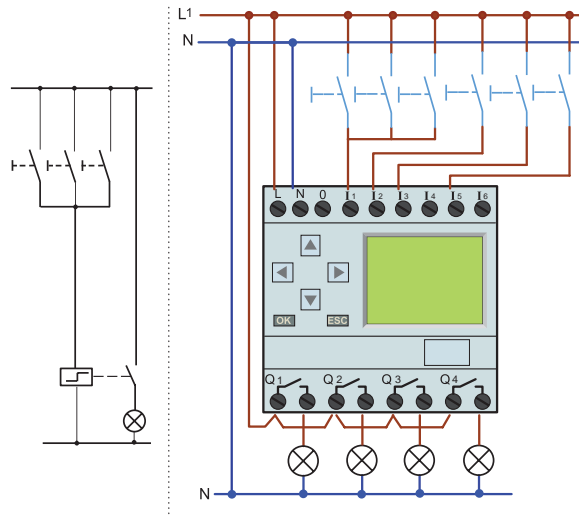 L1
N
L N 0 I1 I2 I3 I4 I5 I6
OK ESC
Q1 Q2 Q3 Q4
N